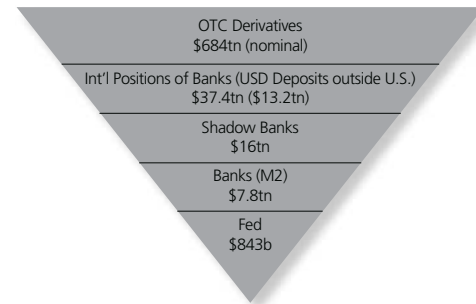 OTC Derivatives
$684tn (nominal)
Int'l Positions of Banks (USD Deposits outside U.S.)
$37.4tn ($13.2tn)
Shadow Banks
$16tn
Banks (M2)
$7.8tn
Fed
$843b